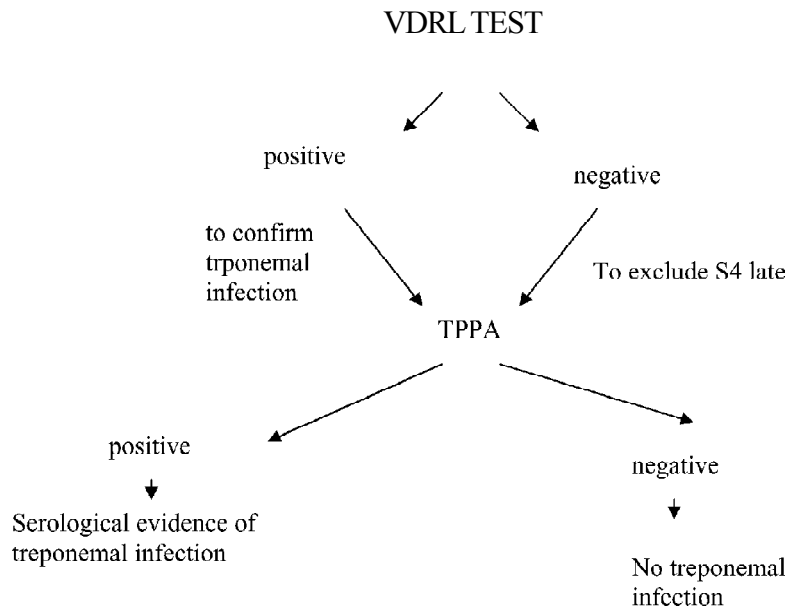 VDRL TEST
positive
negative
to confirm
trponemal
infection
To exclude S4 late
TPPA
positive
negative
Serological evidence of
treponemal infection
No treponemal
infection